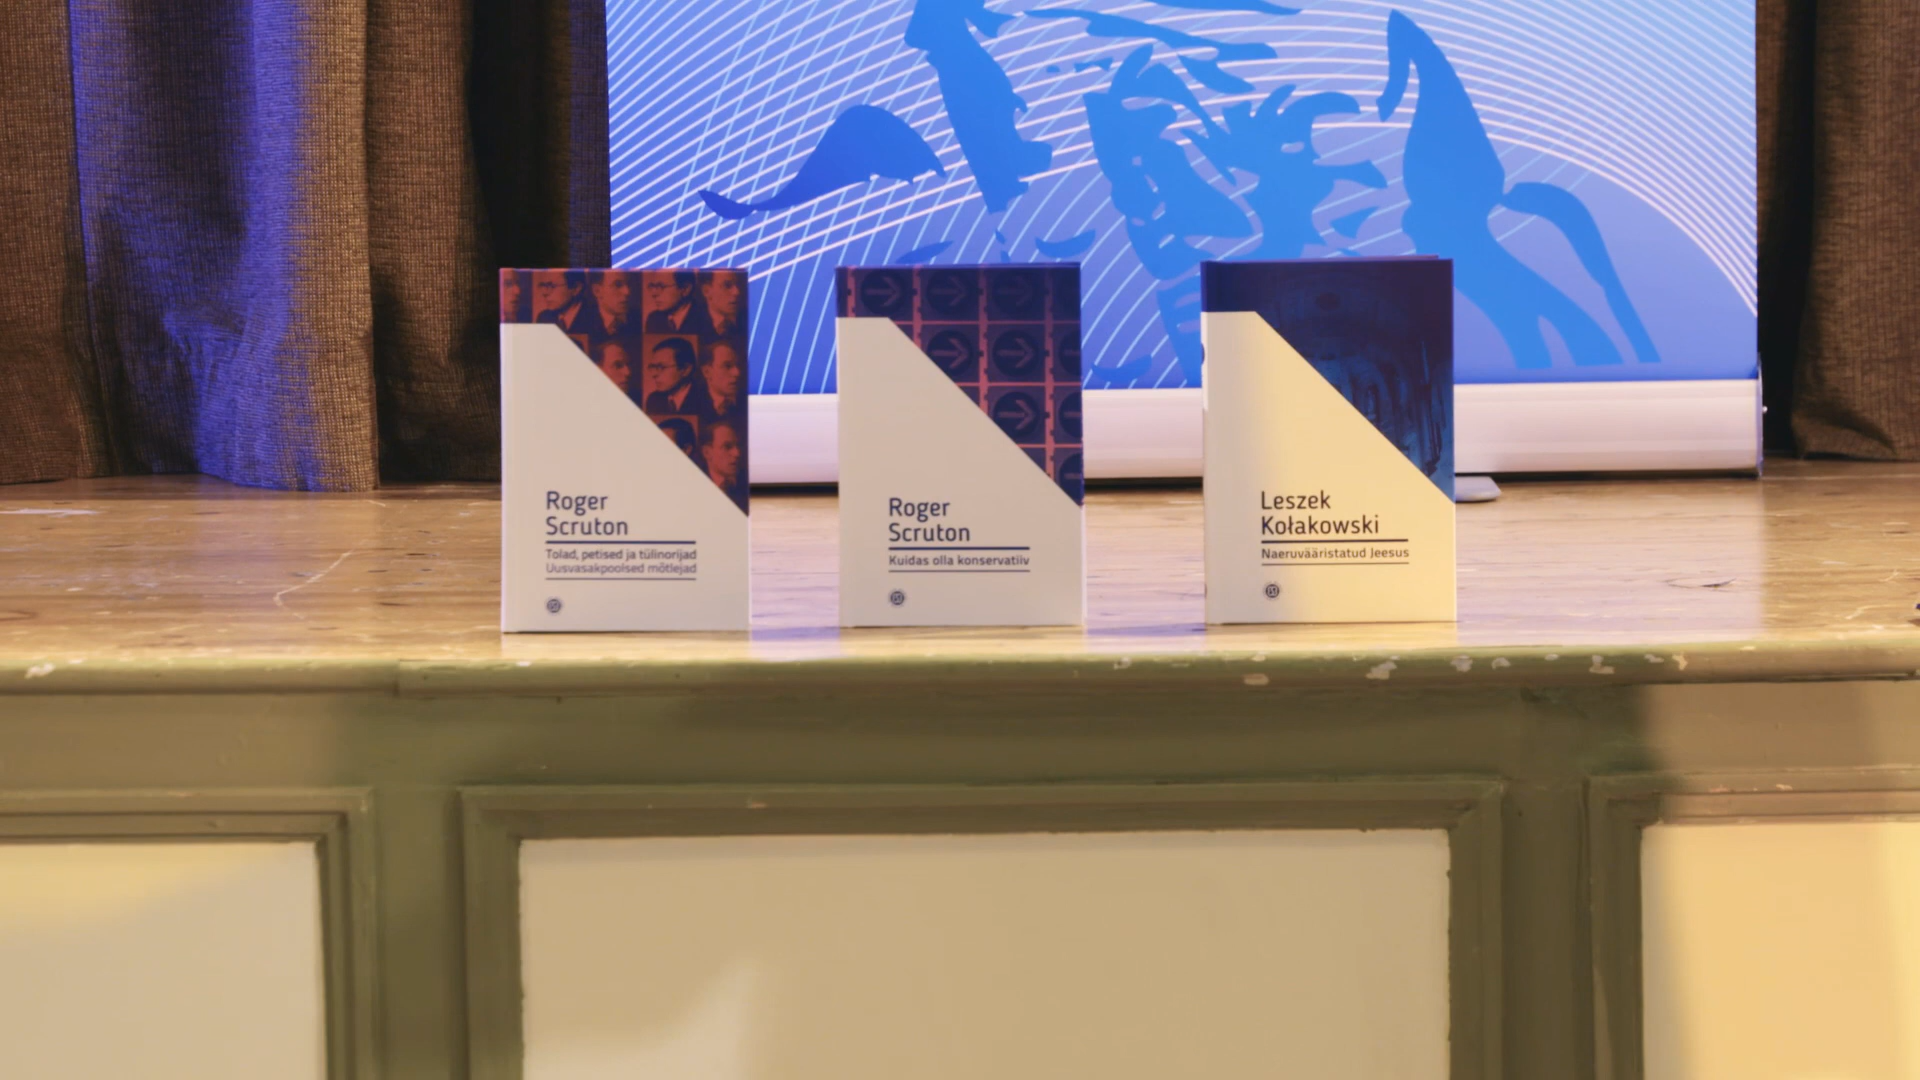 Roger
Scruton
Tolad, petised ja tülinorijad
Uusvasakpoolsed mõtlejad
Roger
Scruton
Kuidas olla konservatiiv
Leszek
Kołakowski
Naeruvääristatud Jeesus